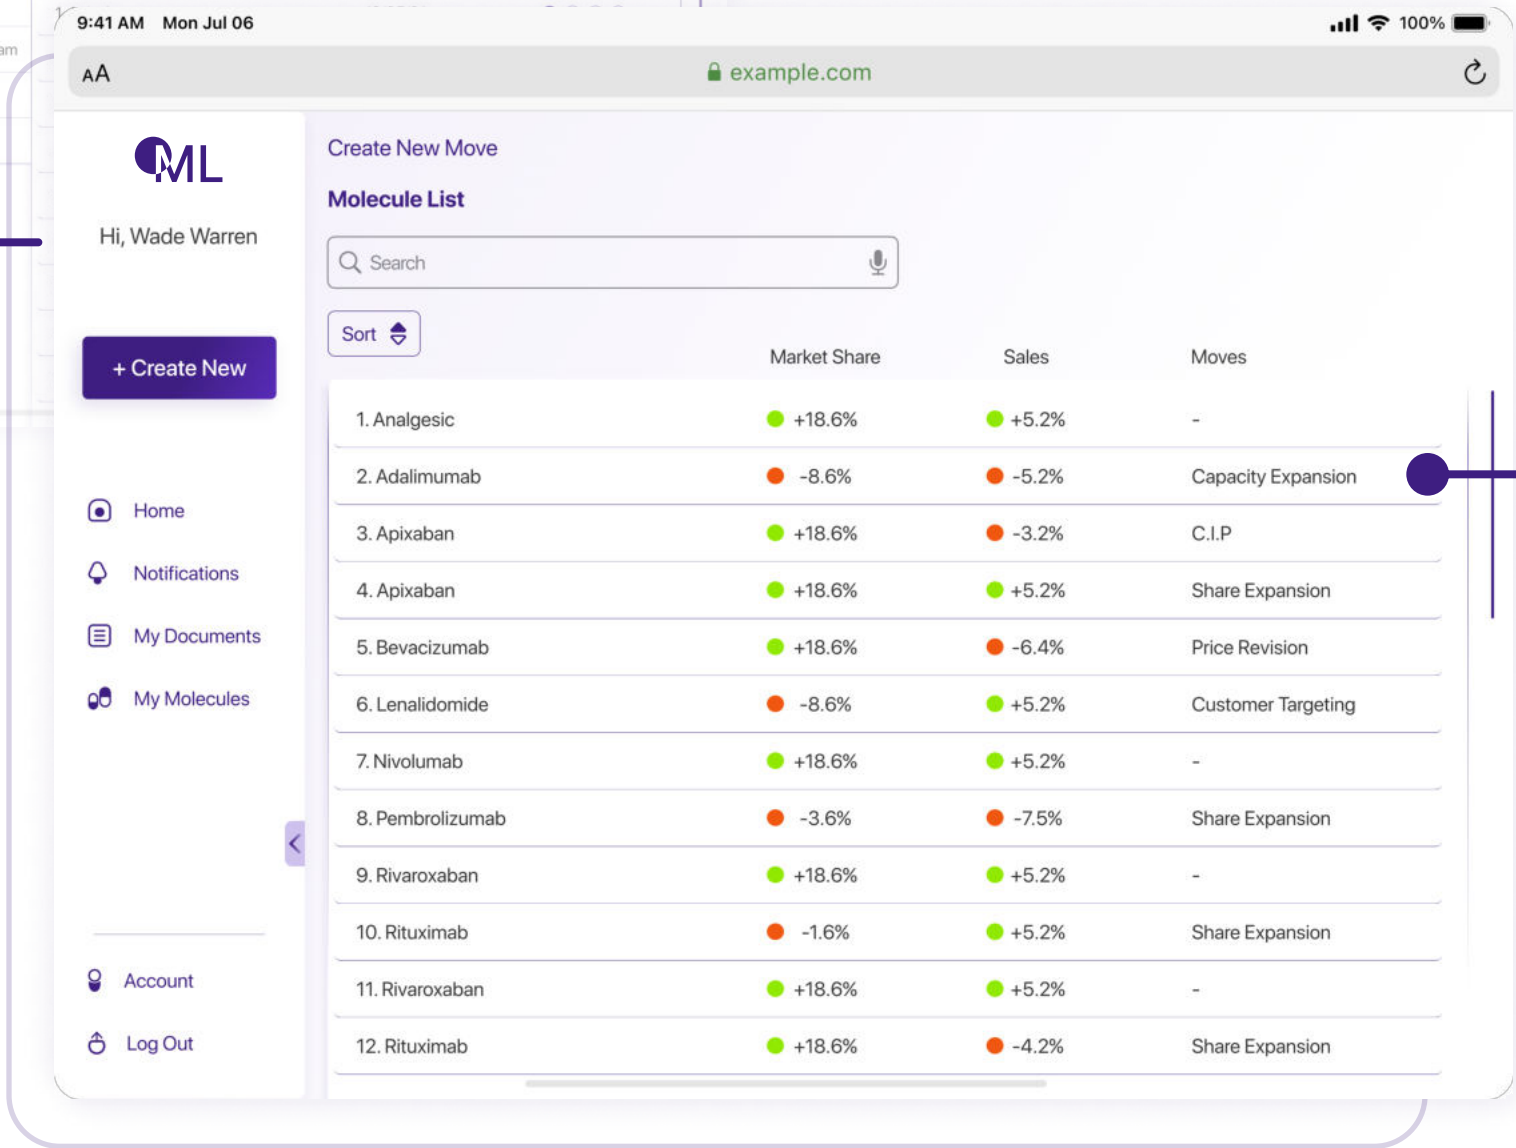 am
9:41 AM Mon Jul 06
100%
AA
example.com
ML
Hi, Wade Warren
+ Create New
Home
Notifications
My Documents
My Molecules
Account
Log Out
Create New Move
Molecule List
Search
Sort
Market Share Sales Moves
1. Analgesic +18.6% +5.2% -
2. Adalimumab -8.6% -5.2% Capacity Expansion
3. Apixaban +18.6% -3.2% C.I.P
4. Apixaban +18.6% +5.2% Share Expansion
5. Bevacizumab +18.6% -6.4% Price Revision
6. Lenalidomide -8.6% +5.2% Customer Targeting
7. Nivolumab +18.6% +5.2% -
8. Pembrolizumab -3.6% -7.5% Share Expansion
9. Rivaroxaban +18.6% +5.2% -
10. Rituximab -1.6% +5.2% Share Expansion
11. Rivaroxaban +18.6% +5.2% -
12. Rituximab +18.6% -4.2% Share Expansion